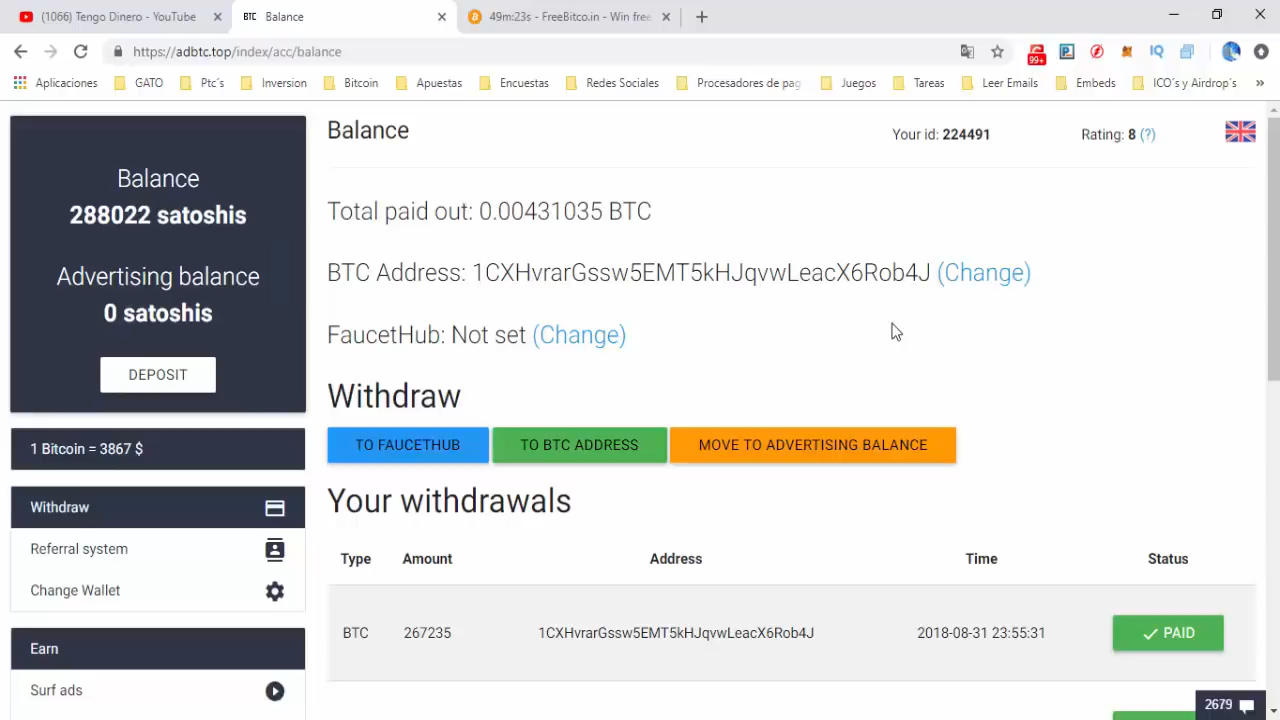 (1066) Tengo Dinero - YouTube
BTC Balance
49m:23s - FreeBitco.in - Win free
https://adbtc.top/index/acc/balance
99+
Aplicaciones
GATO
Ptc´s
Inversion
Bitcoin
Apuestas
Encuestas
Redes Sociales
Procesadores de pag
Juegos
Tareas
Leer Emails
Embeds
ICO´s y Airdrop´s
»
Balance
288022 satoshis
Advertising balance
0 satoshis
DEPOSIT
1 Bitcoin = 3867 $
Withdraw
Referral system
Change Wallet
Earn
Surf ads
Balance
Your id: 224491
Rating: 8 (?)
Total paid out: 0.00431035 BTC
BTC Address: 1CXHvrarGssw5EMT5kHJqvwLeacX6Rob4J (Change)
FaucetHub: Not set (Change)
Withdraw
TO FAUCETHUB
TO BTC ADDRESS
MOVE TO ADVERTISING BALANCE
Your withdrawals
Type Amount Address Time Status
BTC 267235 1CXHvrarGssw5EMT5kHJqvwLeacX6Rob4J 2018-08-31 23:55:31 PAID
2679